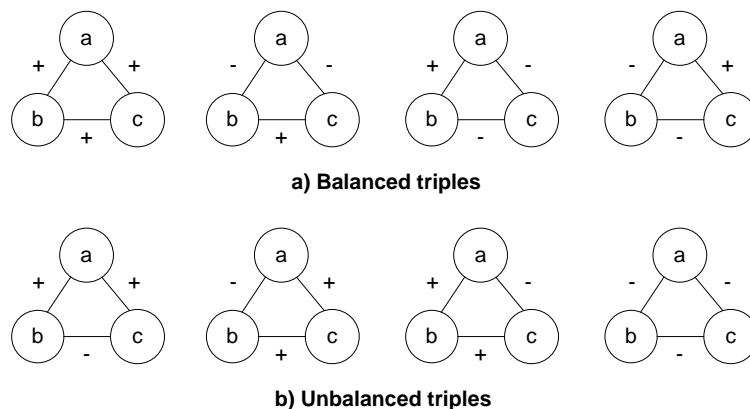 a a a a
+ + - - + - - +
b c b c b c b c
+ + - -
a) Balanced triples
a a a a
+ + - + + - - -
b c b c b c b c
- + + -
b) Unbalanced triples